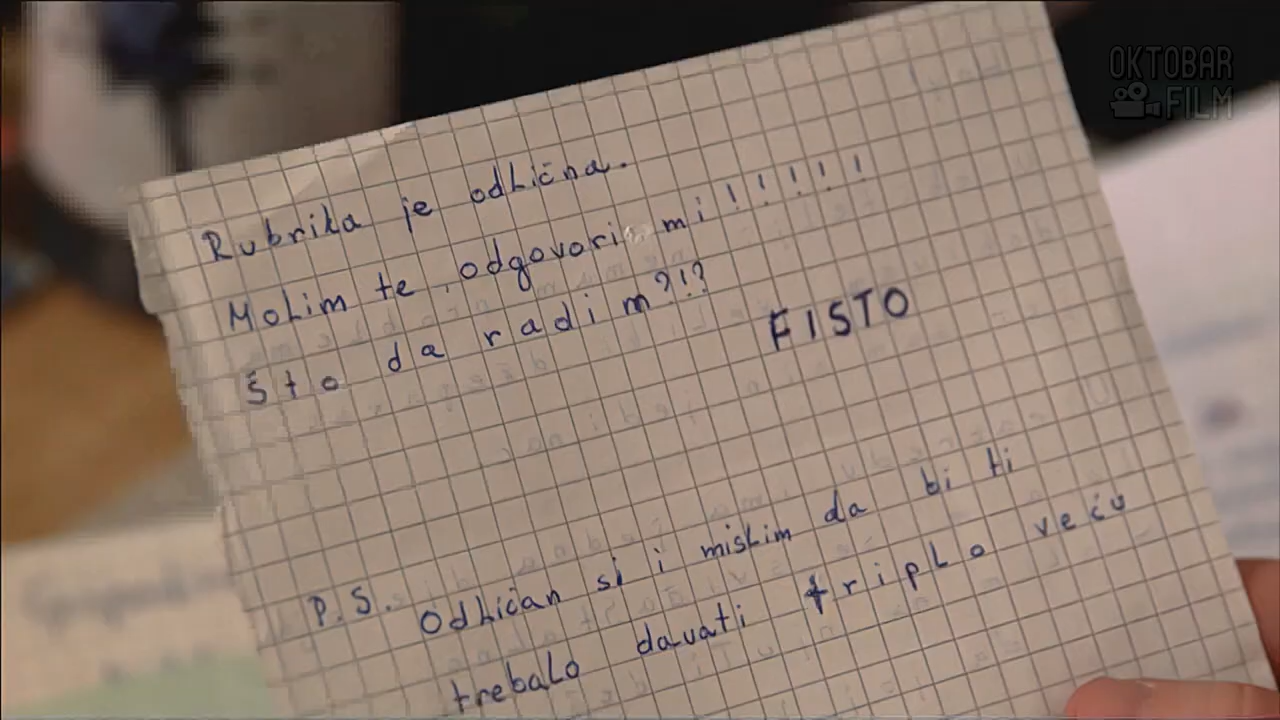 OKTOBAR
FILM
Rubrika je odlična.
Molim te, odgovori mi!!!!!!
Što da radim?!?
FISTO
P.S. Odličan si i mislim da bi ti
trebalo davati triplo veću